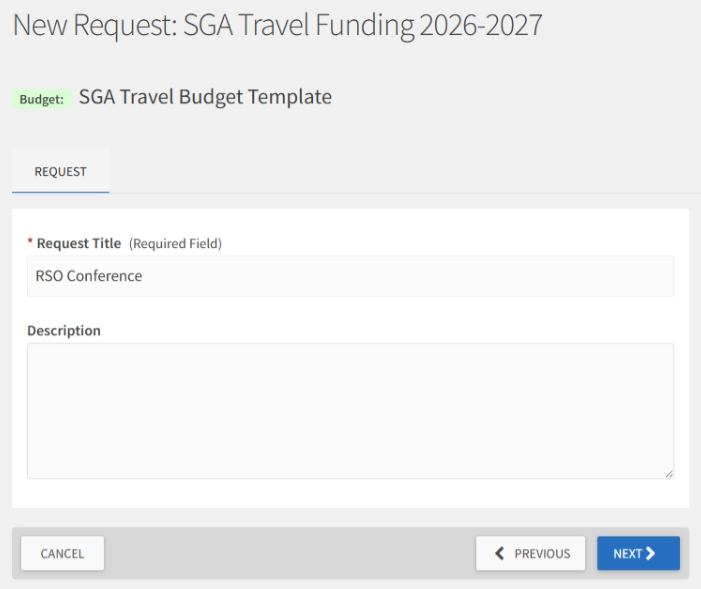 New Request: SGA Travel Funding 2026-2027
Budget: SGA Travel Budget Template
REQUEST
* Request Title (Required Field)
RSO Conference
Description
CANCEL
PREVIOUS
NEXT